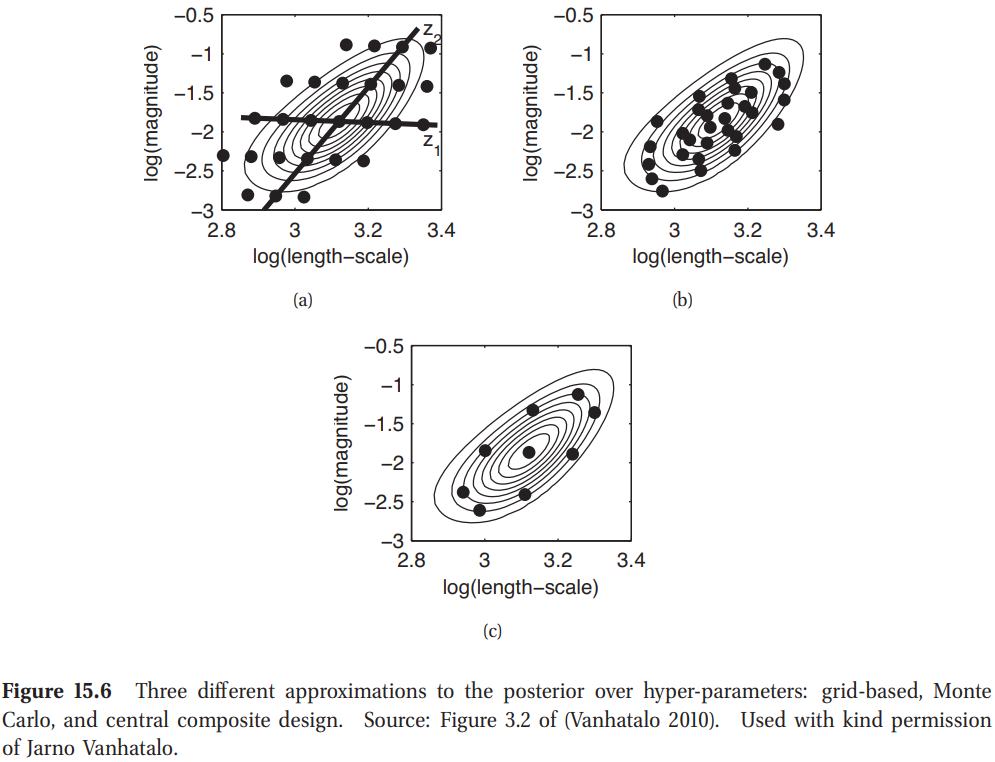 −0.5
−1
−1.5
−2
−2.5
−3
log(magnitude)
z2
z1
2.8 3 3.2 3.4
log(length−scale)
(a)
−0.5
−1
−1.5
−2
−2.5
−3
log(magnitude)
2.8 3 3.2 3.4
log(length−scale)
(b)
−0.5
−1
−1.5
−2
−2.5
−3
log(magnitude)
2.8 3 3.2 3.4
log(length−scale)
(c)
Figure 15.6 Three different approximations to the posterior over hyper-parameters: grid-based, Monte
Carlo, and central composite design. Source: Figure 3.2 of (Vanhatalo 2010). Used with kind permission
of Jarno Vanhatalo.